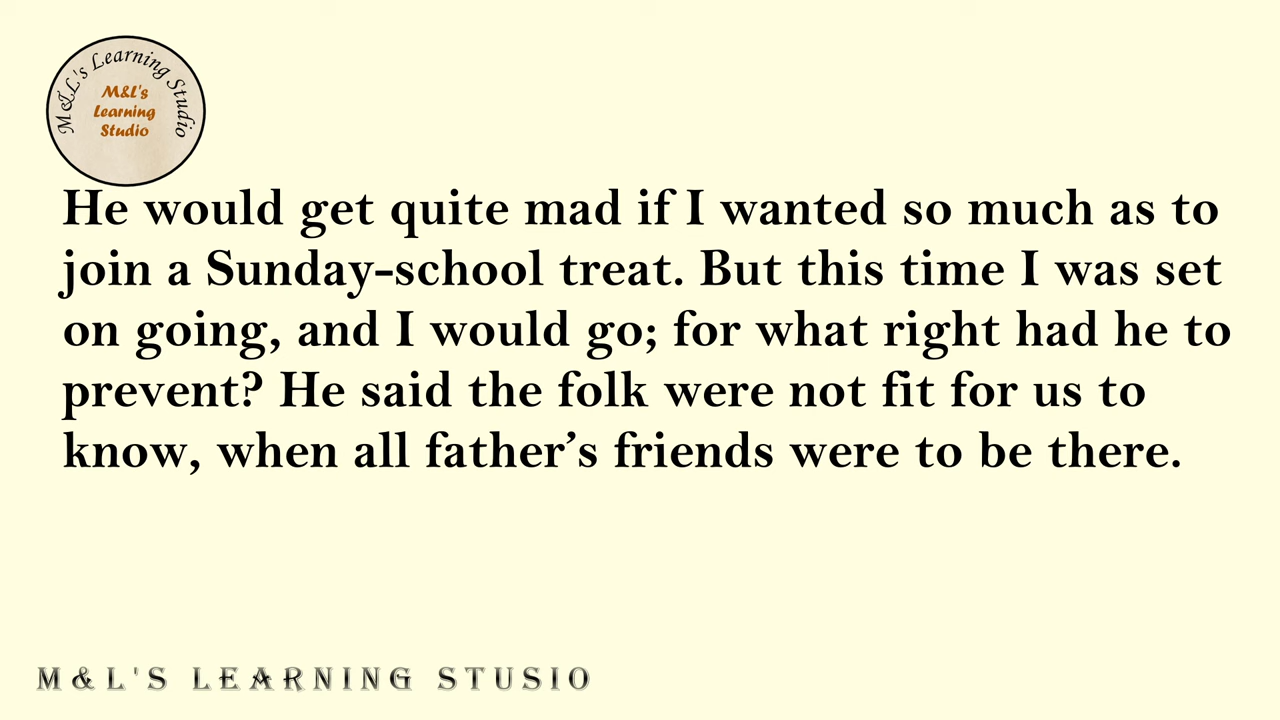 M&L's Learning Studio
M&L's
Learning
Studio
He would get quite mad if I wanted so much as to
join a Sunday-school treat. But this time I was set
on going, and I would go; for what right had he to
prevent? He said the folk were not fit for us to
know, when all father’s friends were to be there.
M&L'S LEARNING STUSIO